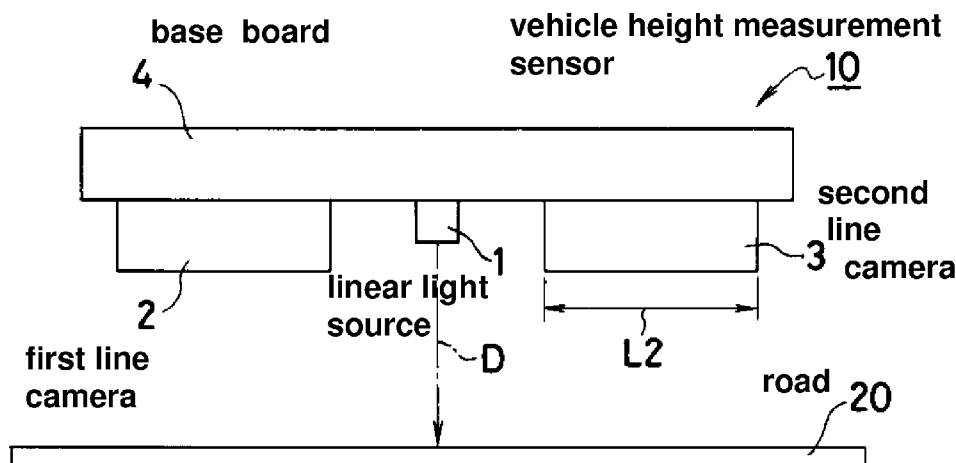 base board
4
vehicle height measurement
sensor
10
1
second
line
camera
3
2
linear light
source
D
L2
first line
camera
road
20